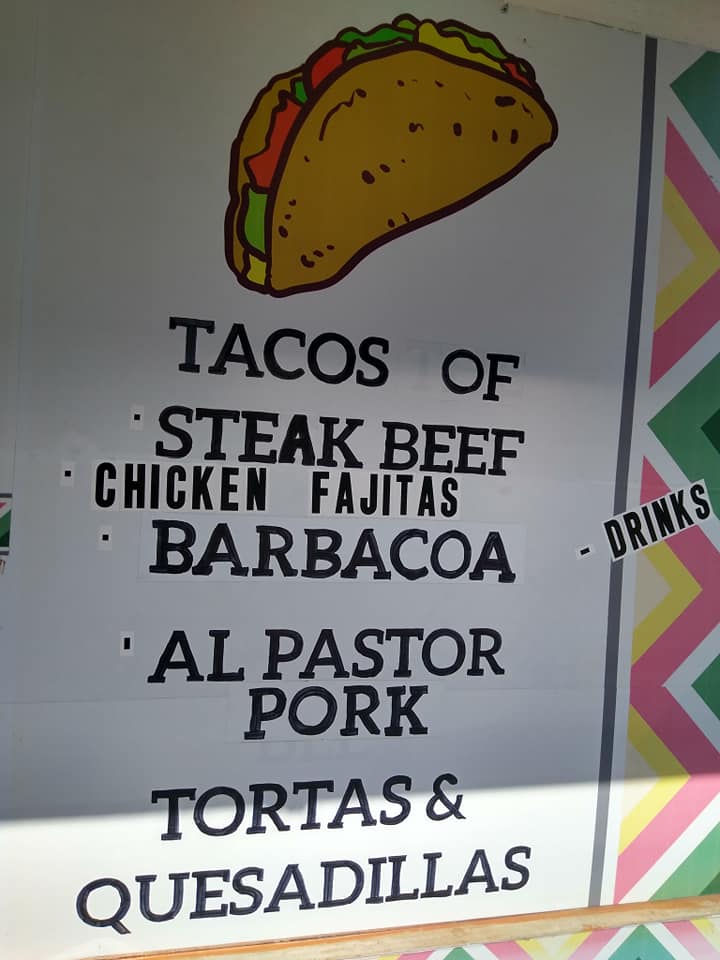 TACOS OF
· STEAK BEEF
· CHICKEN FAJITAS
· BARBACOA
- DRINKS
· AL PASTOR
PORK
TORTAS &
QUESADILLAS